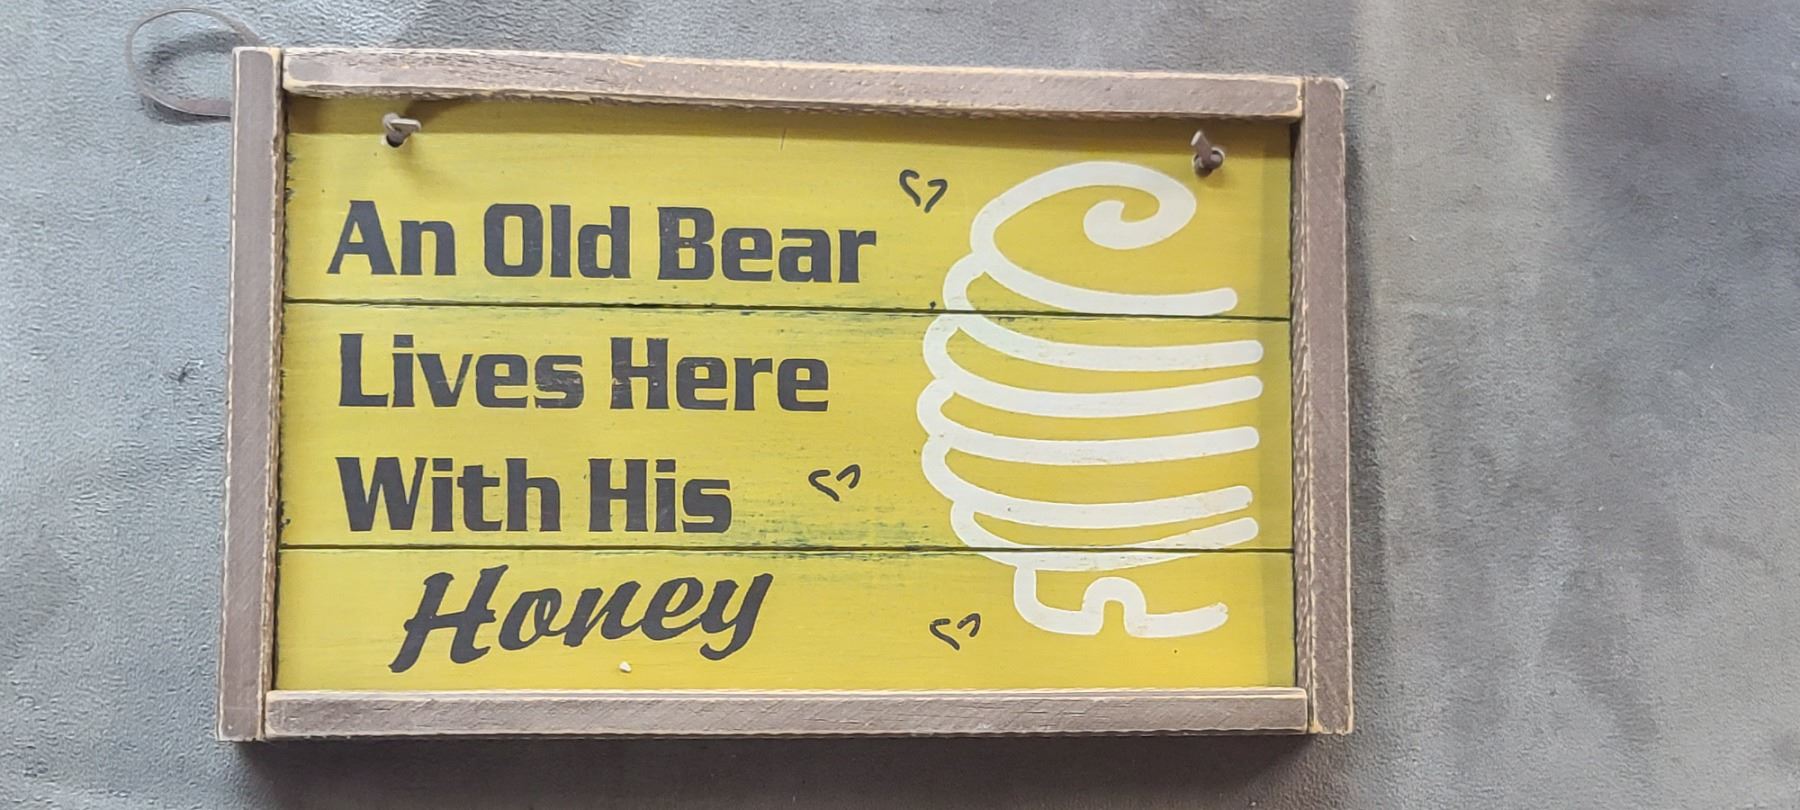 An Old Bear
Lives Here
With His
Honey